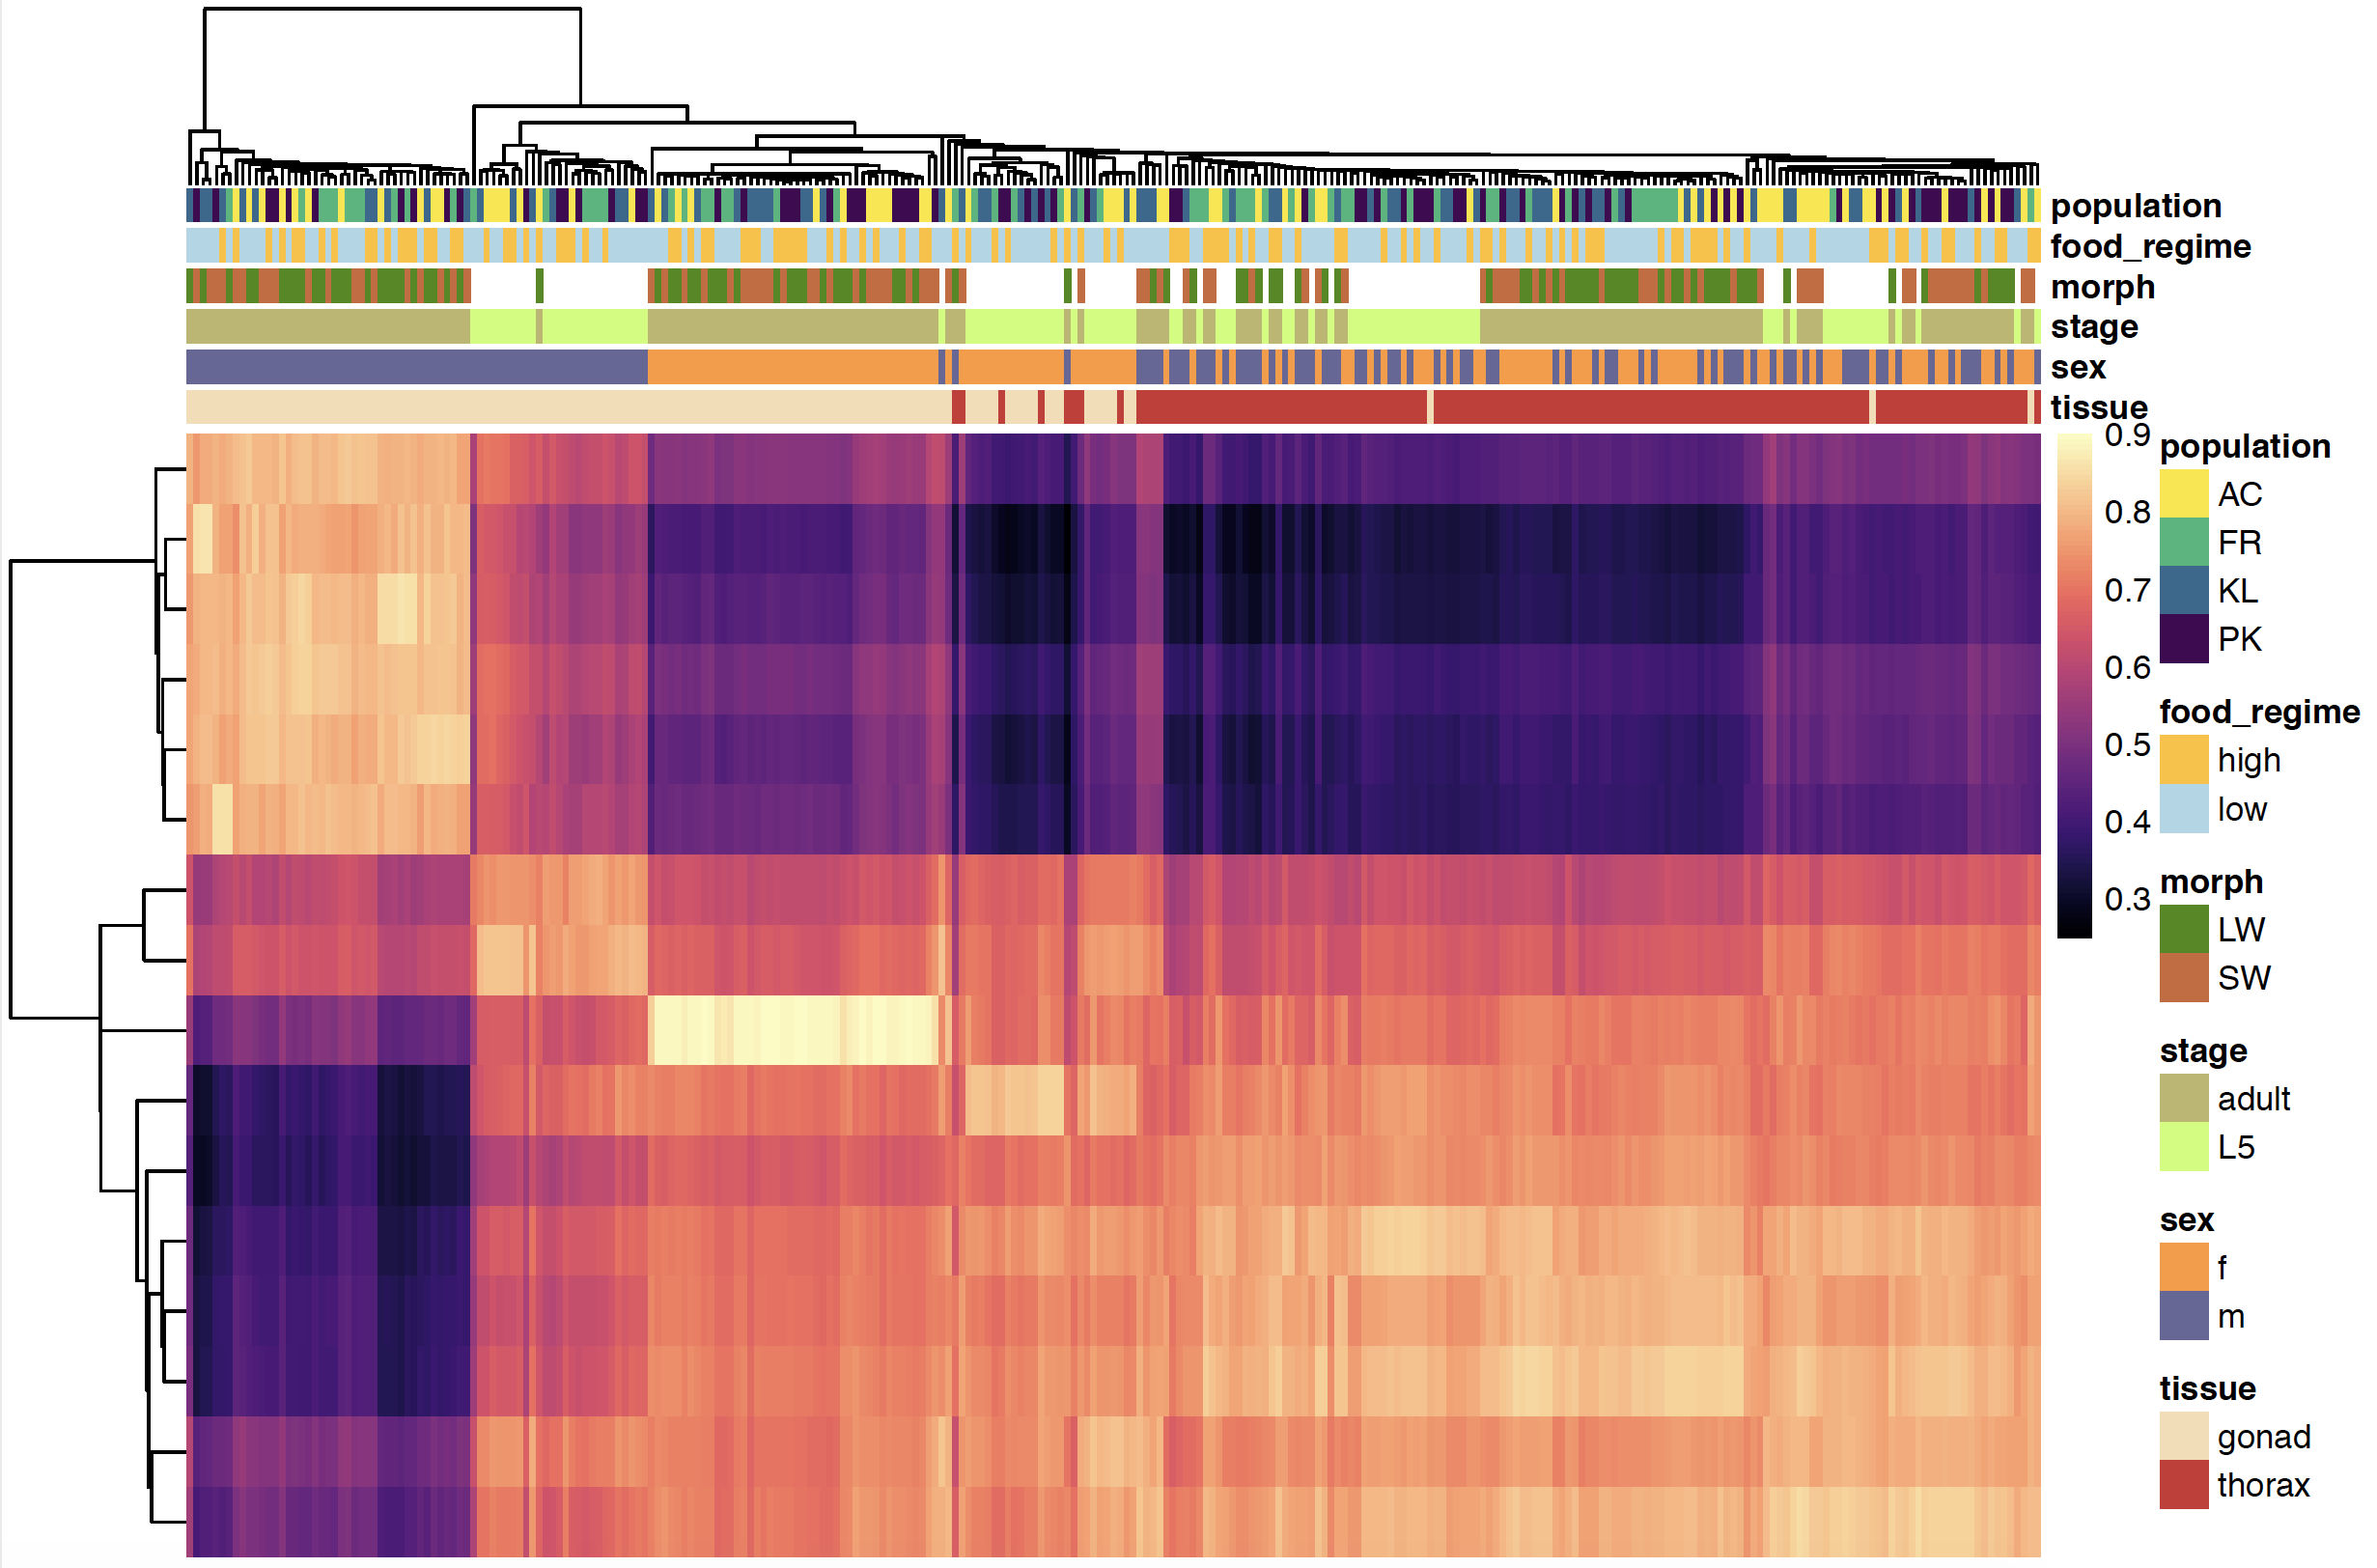 population
food_regime
morph
stage
sex
tissue
0.9
0.8
0.7
0.6
0.5
0.4
0.3
population
AC
FR
KL
PK
food_regime
high
low
morph
LW
SW
stage
adult
L5
sex
f
m
tissue
gonad
thorax